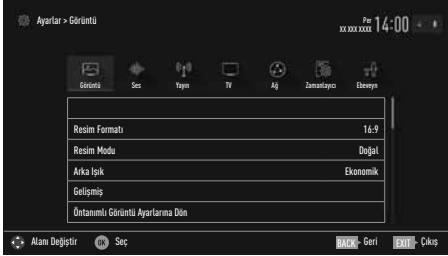 Ayarlar > Görüntü
Per
xx xxx xxxx 14:00
Görüntü Ses Yayın TV Ağ Zamanlayıcı Ebeveyn
Resim Formatı 16:9
Resim Modu Doğal
Arka Işık Ekonomik
Gelişmiş
Öntanımlı Görüntü Ayarlarına Dön
Alanı Değiştir OK Seç BACK Geri EXIT Çıkış